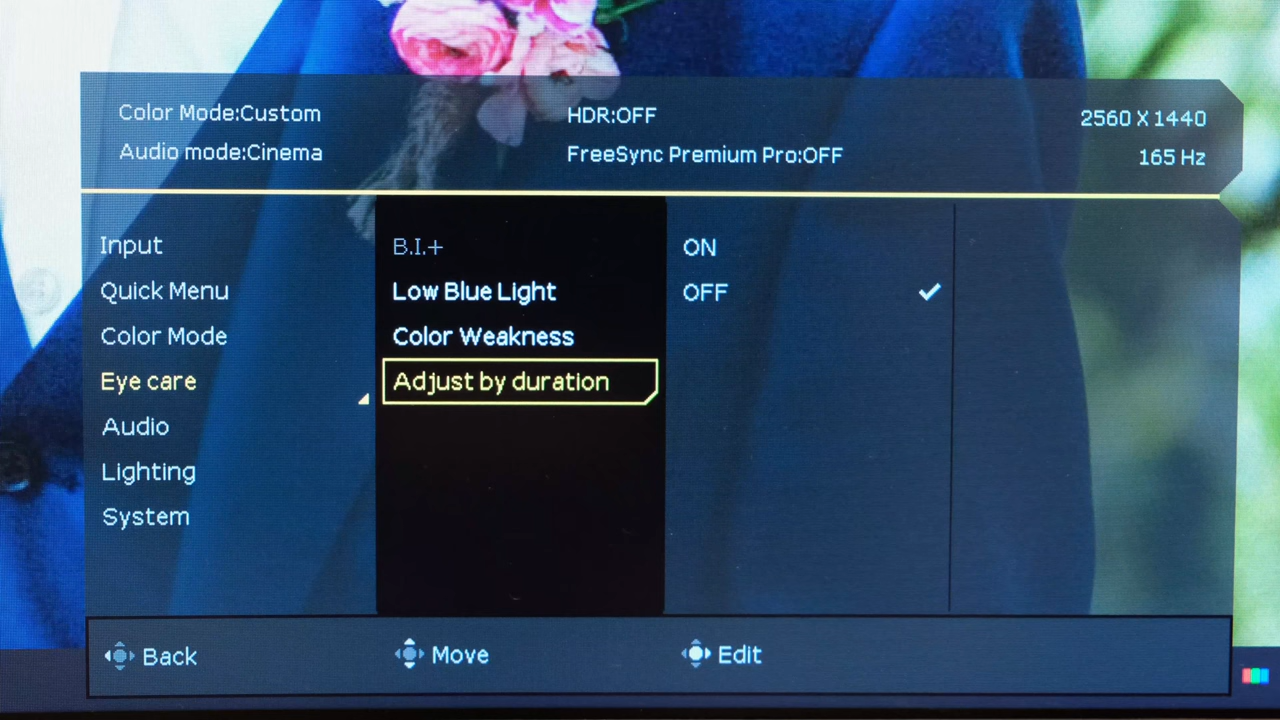 Color Mode:Custom
HDR:OFF
2560 X 1440
Audio mode:Cinema
FreeSync Premium Pro:OFF
165 Hz
Input
Quick Menu
Color Mode
Eye care
Audio
Lighting
System
B.I.+
Low Blue Light
Color Weakness
Adjust by duration
ON
OFF
Back
Move
Edit